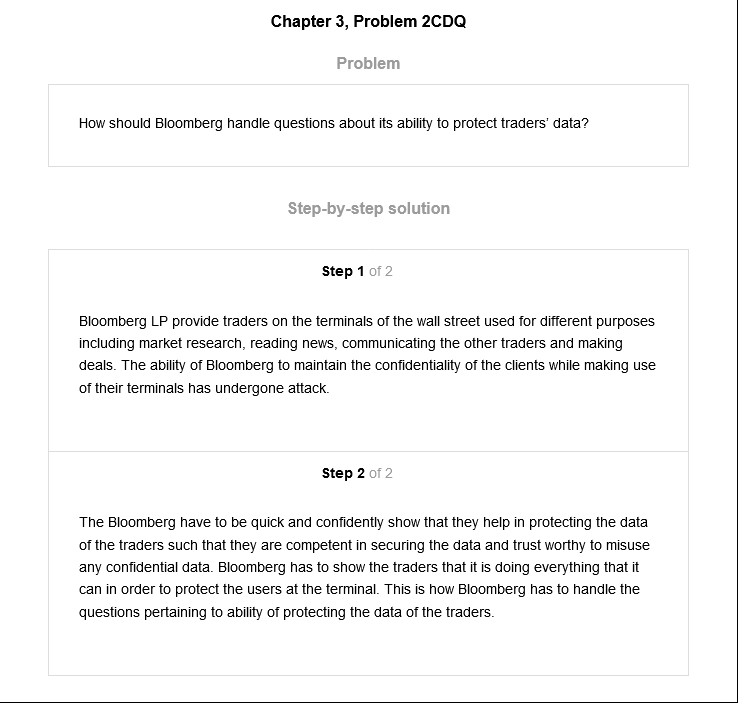 Chapter 3, Problem 2CDQ
Problem
How should Bloomberg handle questions about its ability to protect traders' data?
Step-by-step solution
Step 1 of 2
Bloomberg LP provide traders on the terminals of the wall street used for different purposes
including market research, reading news, communicating the other traders and making
deals. The ability of Bloomberg to maintain the confidentiality of the clients while making use
of their terminals has undergone attack.
Step 2 of 2
The Bloomberg have to be quick and confidently show that they help in protecting the data
of the traders such that they are competent in securing the data and trust worthy to misuse
any confidential data. Bloomberg has to show the traders that it is doing everything that it
can in order to protect the users at the terminal. This is how Bloomberg has to handle the
questions pertaining to ability of protecting the data of the traders.